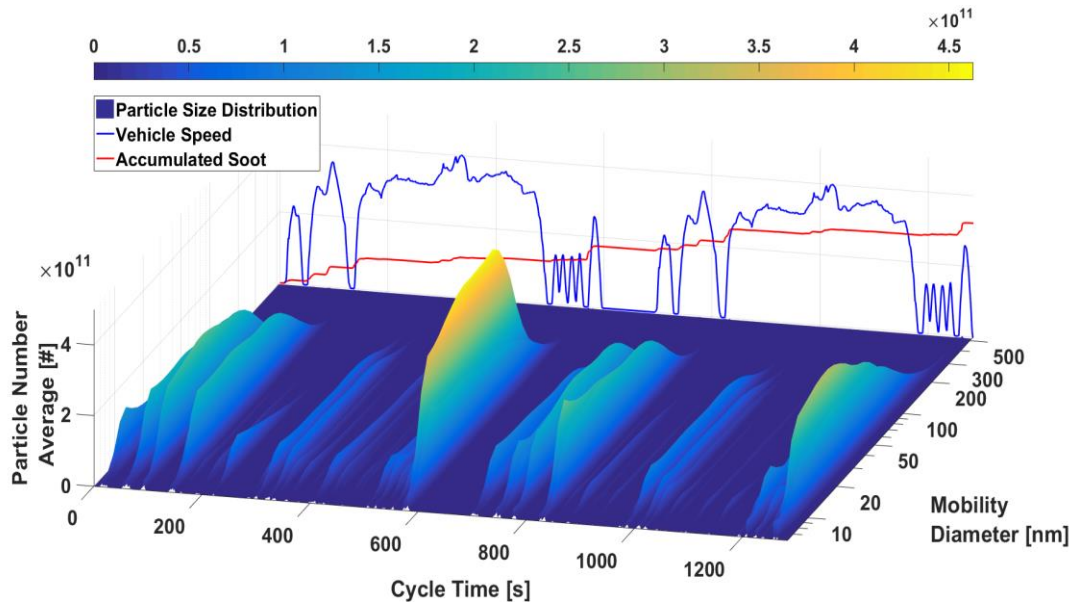 ×10¹¹
0 0.5 1 1.5 2 2.5 3 3.5 4 4.5
Particle Size Distribution
Vehicle Speed
Accumulated Soot
×10¹¹
4
2
0
Particle Number
Average [#]
0 200 400 600 800 1000 1200
Cycle Time [s]
500
300
200
100
50
20
10
Mobility
Diameter [nm]